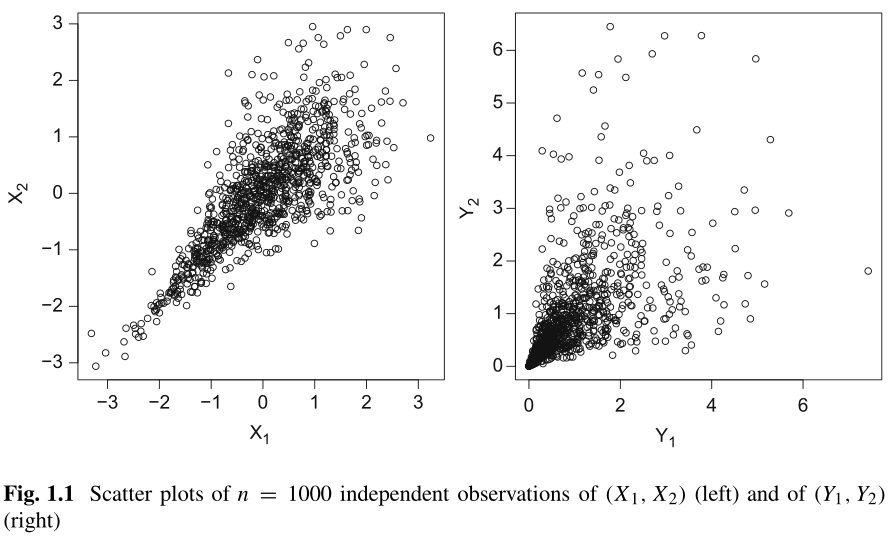 3
2
1
0
−1
−2
−3
X2
−3 −2 −1 0 1 2 3
X1
6
5
4
3
2
1
0
Y2
0 2 4 6
Y1
Fig. 1.1 Scatter plots of n = 1000 independent observations of (X1, X2) (left) and of (Y1, Y2)
(right)